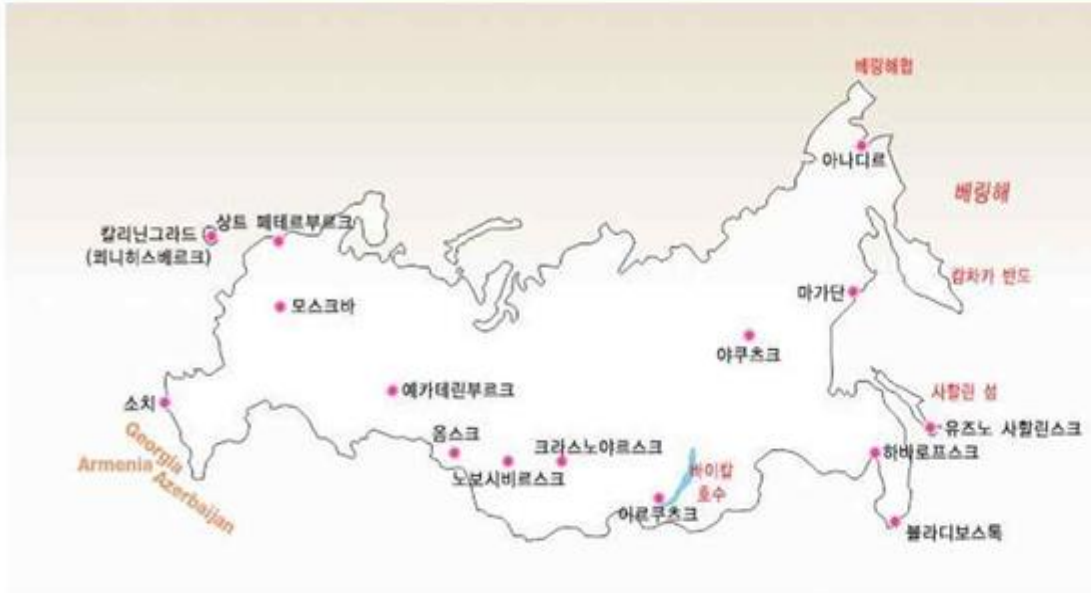 베링해협
아나디르
베링해
상트 페테르부르크
칼리닌그라드
(쾨니히스베르크)
캄차카 반도
마가단
모스크바
야쿠츠크
예카테린부르크
사할린 섬
소치
유즈노 사할린스크
Georgia
Armenia
Azerbaijan
옴스크
크라스노야르스크
하바로프스크
노보시비르스크
바이칼
호수
이르쿠츠크
블라디보스톡